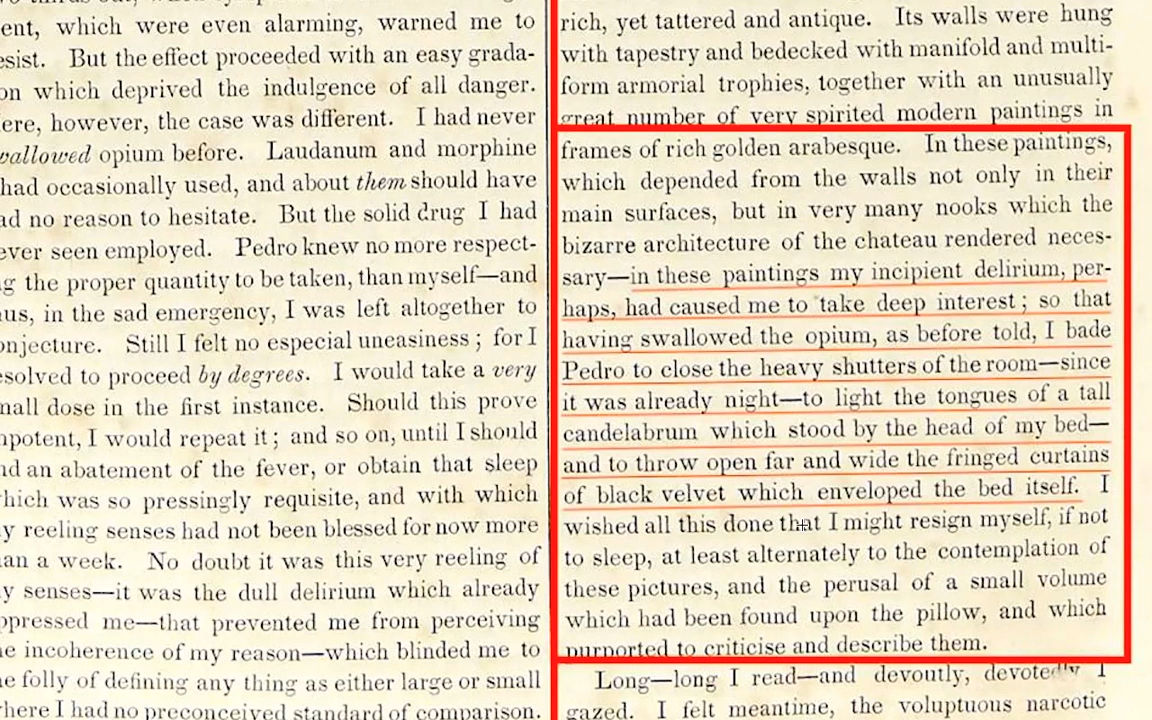 ent, which were even alarming, warned me to
esist. But the effect proceeded with an easy grada-
on which deprived the indulgence of all danger.
ere, however, the case was different. I had never
wallowed opium before. Laudanum and morphine
had occasionally used, and about them should have
ad no reason to hesitate. But the solid drug I had
ever seen employed. Pedro knew no more respect-
g the proper quantity to be taken, than myself—and
us, in the sad emergency, I was left altogether to
onjecture. Still I felt no especial uneasiness; for I
esolved to proceed by degrees. I would take a very
nall dose in the first instance. Should this prove
npotent, I would repeat it; and so on, until I should
nd an abatement of the fever, or obtain that sleep
hich was so pressingly requisite, and with which
y reeling senses had not been blessed for now more
an a week. No doubt it was this very reeling of
y senses—it was the dull delirium which already
ppressed me—that prevented me from perceiving
e incoherence of my reason—which blinded me to
e folly of defining any thing as either large or small
here I had no preconceived standard of comparison.
rich, yet tattered and antique. Its walls were hung
with tapestry and bedecked with manifold and multi-
form armorial trophies, together with an unusually
great number of very spirited modern paintings in
frames of rich golden arabesque. In these paintings,
which depended from the walls not only in their
main surfaces, but in very many nooks which the
bizarre architecture of the chateau rendered neces-
sary—in these paintings my incipient delirium, per-
haps, had caused me to take deep interest; so that
having swallowed the opium, as before told, I bade
Pedro to close the heavy shutters of the room—since
it was already night—to light the tongues of a tall
candelabrum which stood by the head of my bed—
and to throw open far and wide the fringed curtains
of black velvet which enveloped the bed itself. I
wished all this done that I might resign myself, if not
to sleep, at least alternately to the contemplation of
these pictures, and the perusal of a small volume
which had been found upon the pillow, and which
purported to criticise and describe them.
Long—long I read—and devoutly, devotedly I
gazed. I felt meantime, the voluptuous narcotic